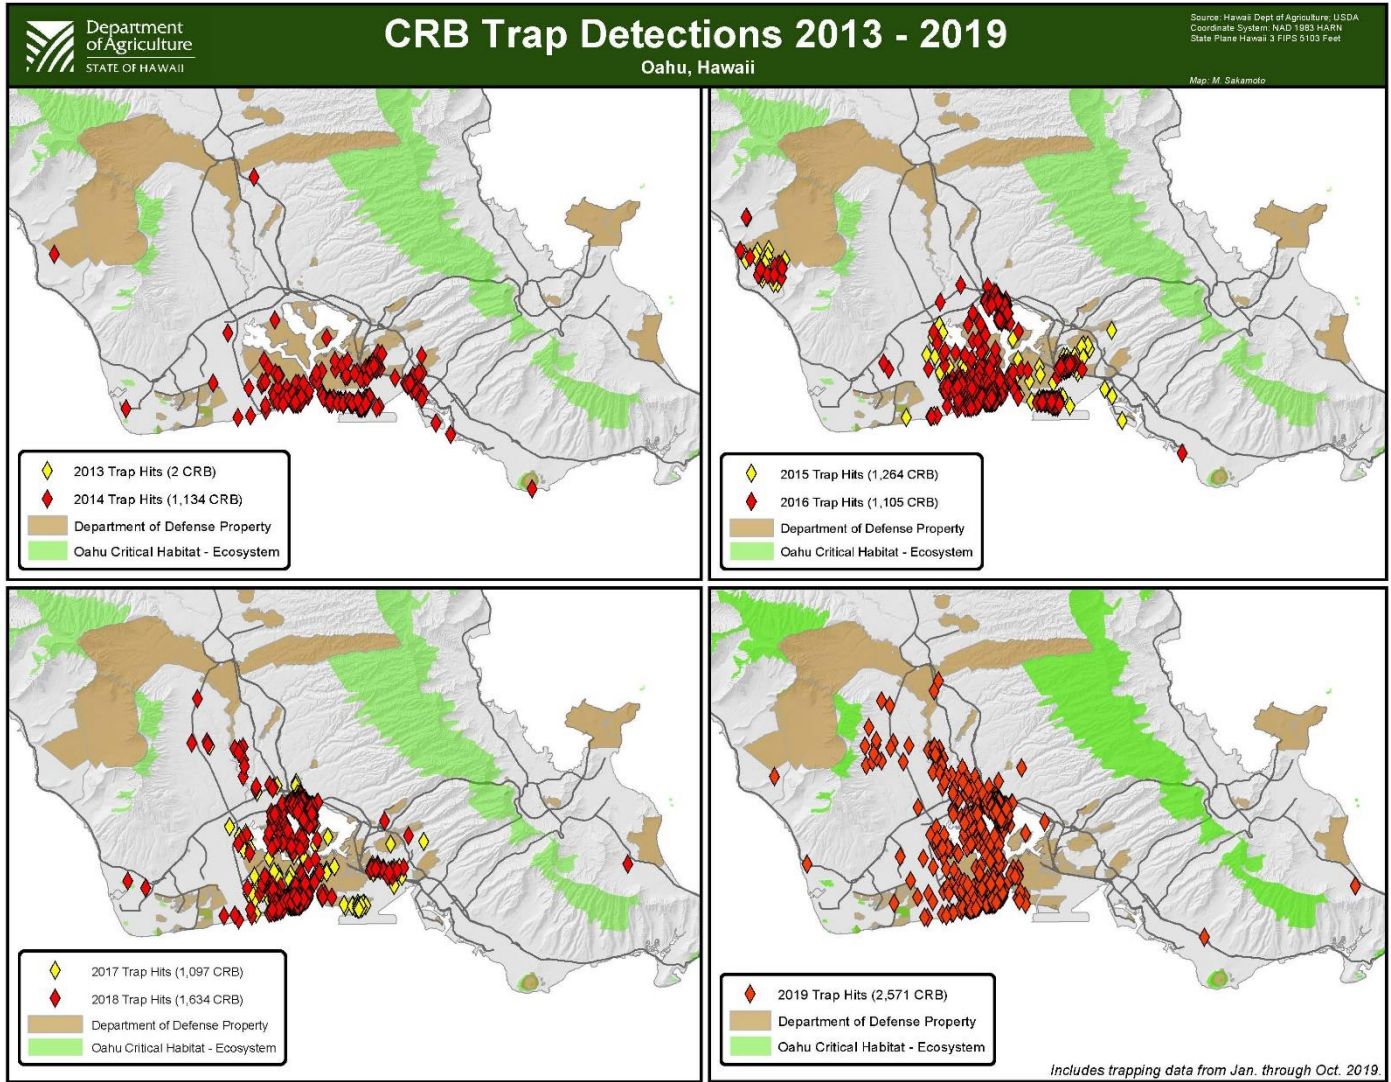 Department
of Agriculture
STATE OF HAWAII
CRB Trap Detections 2013 - 2019
Oahu, Hawaii
Source: Hawaii Dept of Agriculture; USDA
Coordinate System: NAD 1983 HARN
State Plane Hawaii 3 FIPS 5103 Feet
Map: M. Sakamoto
2013 Trap Hits (2 CRB)
2014 Trap Hits (1,134 CRB)
Department of Defense Property
Oahu Critical Habitat - Ecosystem
2015 Trap Hits (1,264 CRB)
2016 Trap Hits (1,105 CRB)
Department of Defense Property
Oahu Critical Habitat - Ecosystem
2017 Trap Hits (1,097 CRB)
2018 Trap Hits (1,634 CRB)
Department of Defense Property
Oahu Critical Habitat - Ecosystem
2019 Trap Hits (2,571 CRB)
Department of Defense Property
Oahu Critical Habitat - Ecosystem
Includes trapping data from Jan. through Oct. 2019.